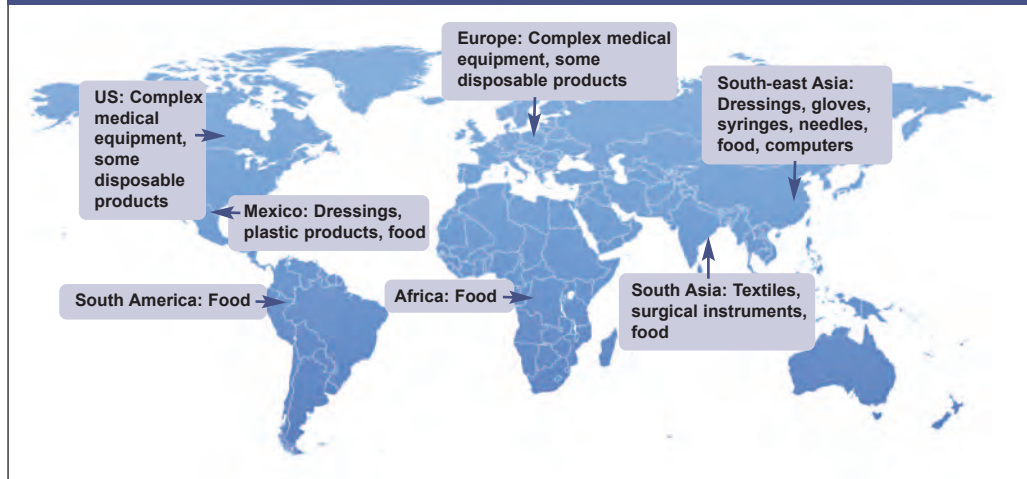 Europe: Complex medical
equipment, some
disposable products
US: Complex
medical
equipment,
some
disposable
products
South-east Asia:
Dressings, gloves,
syringes, needles,
food, computers
Mexico: Dressings,
plastic products, food
South America: Food
Africa: Food
South Asia: Textiles,
surgical instruments,
food